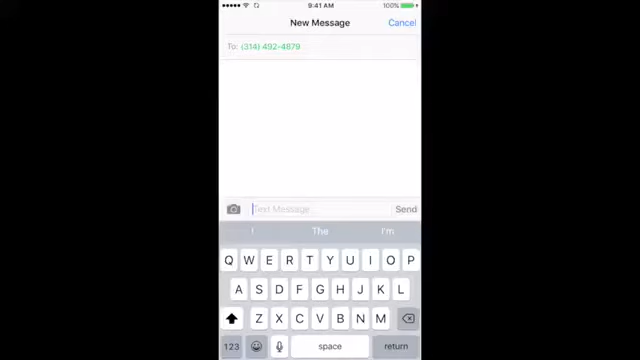 9:41 AM 100%
New Message Cancel
To: (314) 492-4879
Text Message Send
I The I'm
Q W E R T Y U I O P
A S D F G H J K L
Z X C V B N M
123 space return